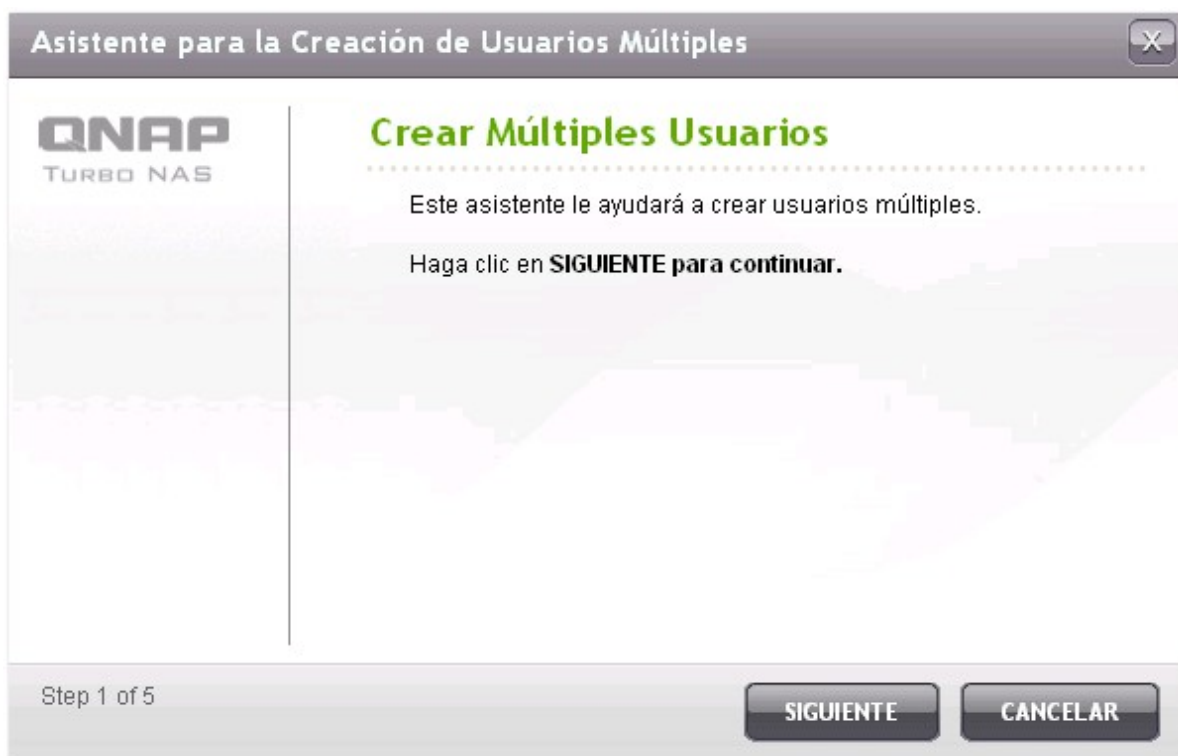 Asistente para la Creación de Usuarios Múltiples
X
QNAP
TURBO NAS
Crear Múltiples Usuarios
Este asistente le ayudará a crear usuarios múltiples.
Haga clic en SIGUIENTE para continuar.
Step 1 of 5
SIGUIENTE
CANCELAR